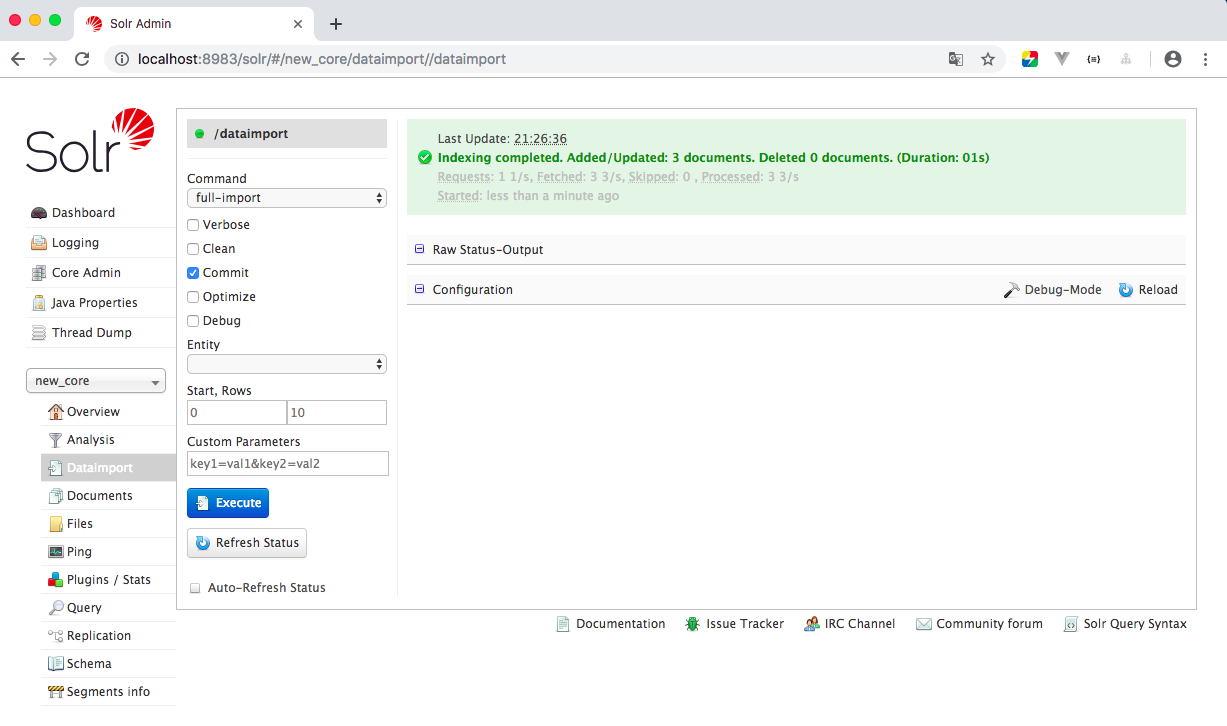 Solr Admin
localhost:8983/solr/#/new_core/dataimport//dataimport
Solr
Dashboard
Logging
Core Admin
Java Properties
Thread Dump
new_core
Overview
Analysis
Dataimport
Documents
Files
Ping
Plugins / Stats
Query
Replication
Schema
Segments info
/dataimport
Command
full-import
Verbose
Clean
Commit
Optimize
Debug
Entity
Start, Rows
0 10
Custom Parameters
key1=val1&key2=val2
Execute
Refresh Status
Auto-Refresh Status
Last Update: 21:26:36
Indexing completed. Added/Updated: 3 documents. Deleted 0 documents. (Duration: 01s)
Requests: 1 1/s, Fetched: 3 3/s, Skipped: 0 , Processed: 3 3/s
Started: less than a minute ago
Raw Status-Output
Configuration Debug-Mode Reload
Documentation Issue Tracker IRC Channel Community forum Solr Query Syntax